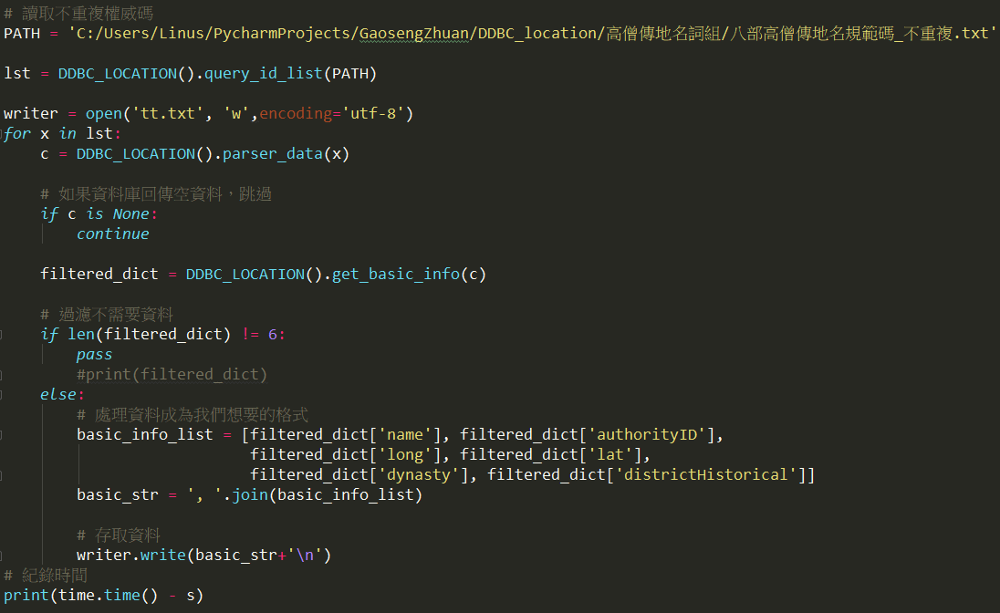 # 讀取不重複權威碼
PATH = 'C:/Users/Linus/PycharmProjects/GaosengZhuan/DDBC_location/高僧傳地名詞組/八部高僧傳地名規範碼_不重複.txt'
lst = DDBC_LOCATION().query_id_list(PATH)
writer = open('tt.txt', 'w',encoding='utf-8')
for x in lst:
    c = DDBC_LOCATION().parser_data(x)
    # 如果資料庫回傳空資料，跳過
    if c is None:
        continue
    filtered_dict = DDBC_LOCATION().get_basic_info(c)
    # 過濾不需要資料
    if len(filtered_dict) != 6:
        pass
        #print(filtered_dict)
    else:
        # 處理資料成為我們想要的格式
        basic_info_list = [filtered_dict['name'], filtered_dict['authorityID'],
                           filtered_dict['long'], filtered_dict['lat'],
                           filtered_dict['dynasty'], filtered_dict['districtHistorical']]
        basic_str = ', '.join(basic_info_list)
        # 存取資料
        writer.write(basic_str+'\n')
# 紀錄時間
print(time.time() - s)